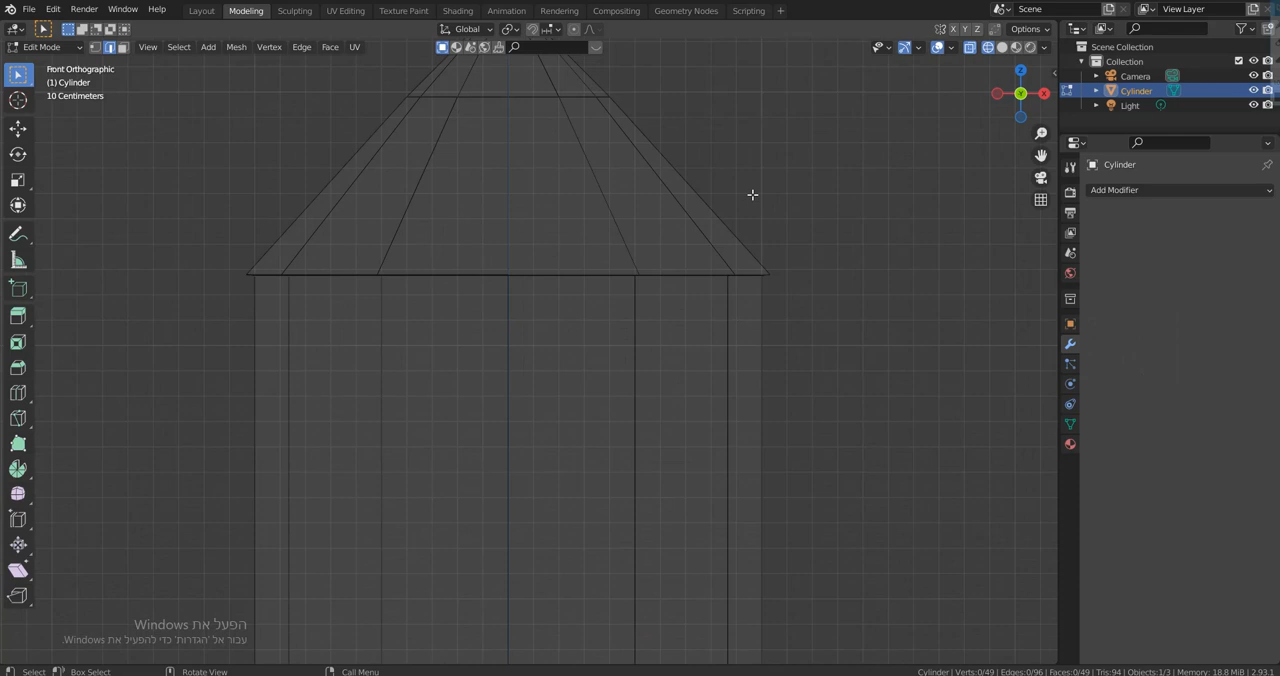 File Edit Render Window Help Layout Modeling Sculpting UV Editing Texture Paint Shading Animation Rendering Compositing Geometry Nodes Scripting + Scene View Layer
Global Options
Edit Mode View Select Add Mesh Vertex Edge Face UV
X Y Z
Front Orthographic
(1) Cylinder
10 Centimeters
Z
Y
X
Scene Collection
Collection
Camera
Cylinder
Light
Cylinder
Add Modifier
הפעל את Windows
עבור אל 'הגדרות' כדי להפעיל את Windows.
Select Box Select Rotate View Call Menu Cylinder | Verts:0/49 | Edges:0/96 | Faces:0/49 | Tris:94 | Objects:1/3 | Memory: 18.8 MiB | 2.93.1